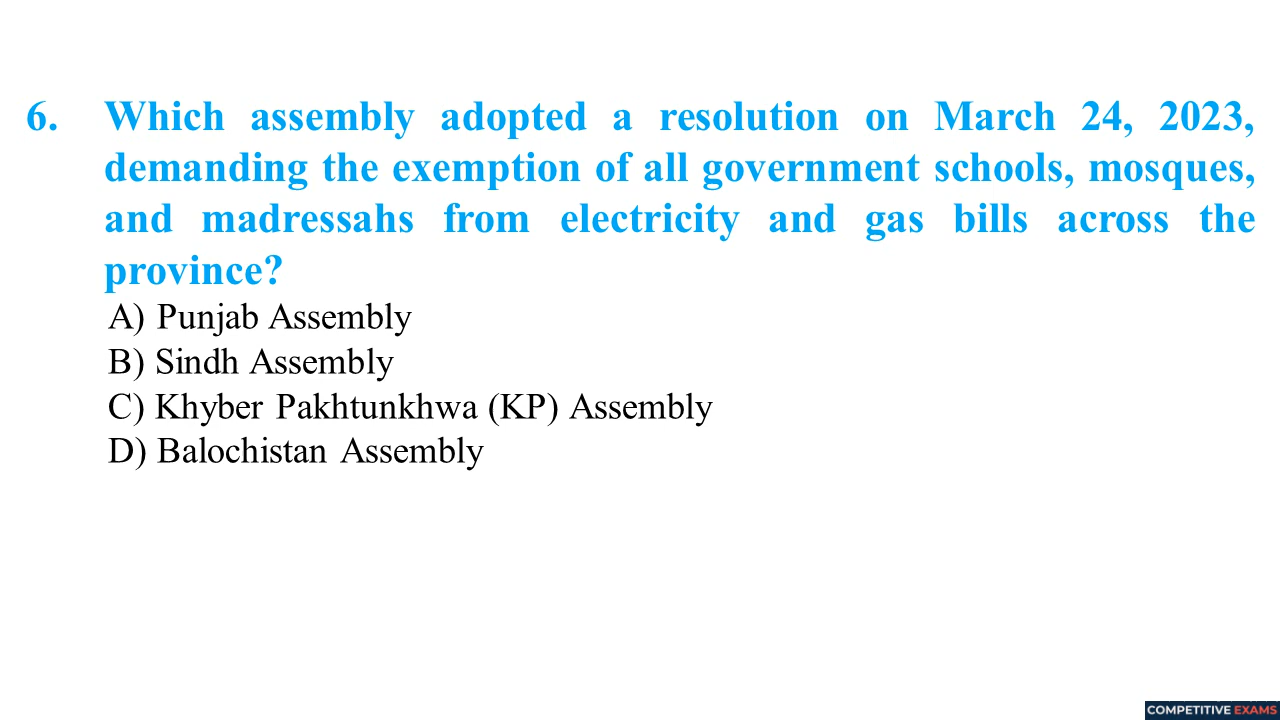 6. Which assembly adopted a resolution on March 24, 2023,
demanding the exemption of all government schools, mosques,
and madressahs from electricity and gas bills across the
province?
A) Punjab Assembly
B) Sindh Assembly
C) Khyber Pakhtunkhwa (KP) Assembly
D) Balochistan Assembly
COMPETITIVE EXAMS